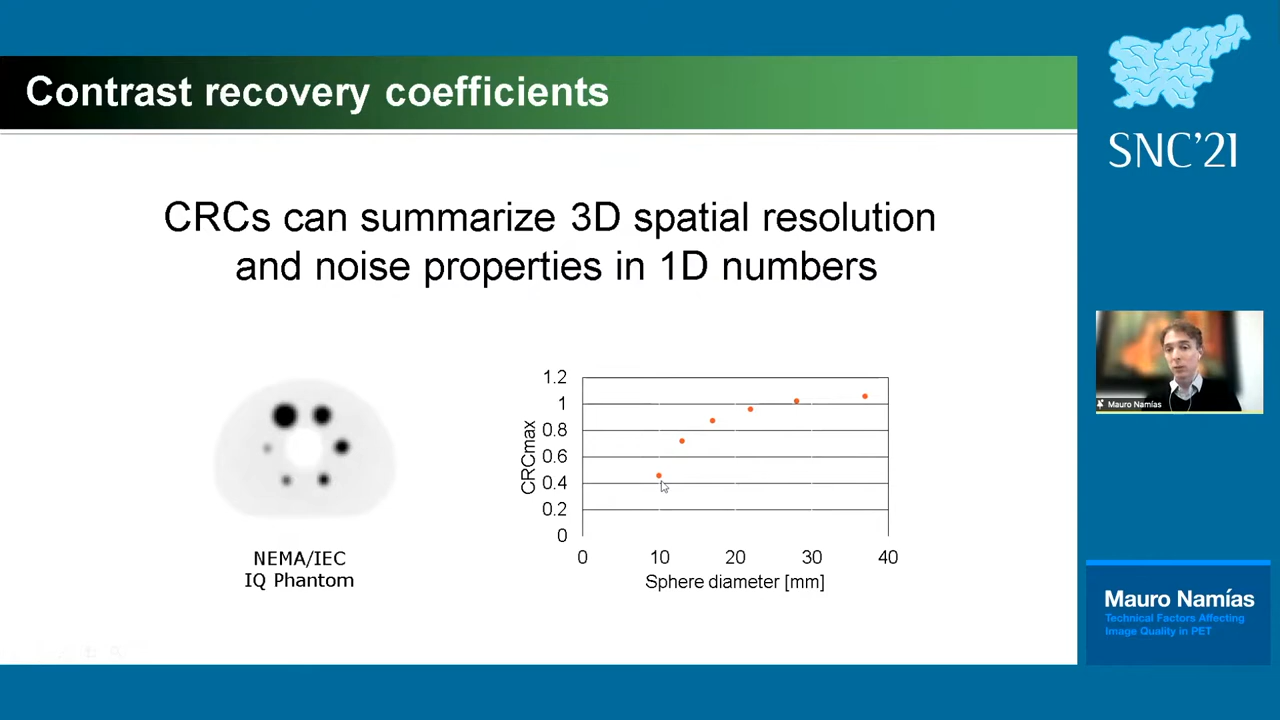 Contrast recovery coefficients
SNC'21
CRCs can summarize 3D spatial resolution
and noise properties in 1D numbers
NEMA/IEC
IQ Phantom
CRCmax
1.2
1
0.8
0.6
0.4
0.2
0
0
10
20
30
40
Sphere diameter [mm]
Mauro Namías
Mauro Namías
Technical Factors Affecting
Image Quality in PET